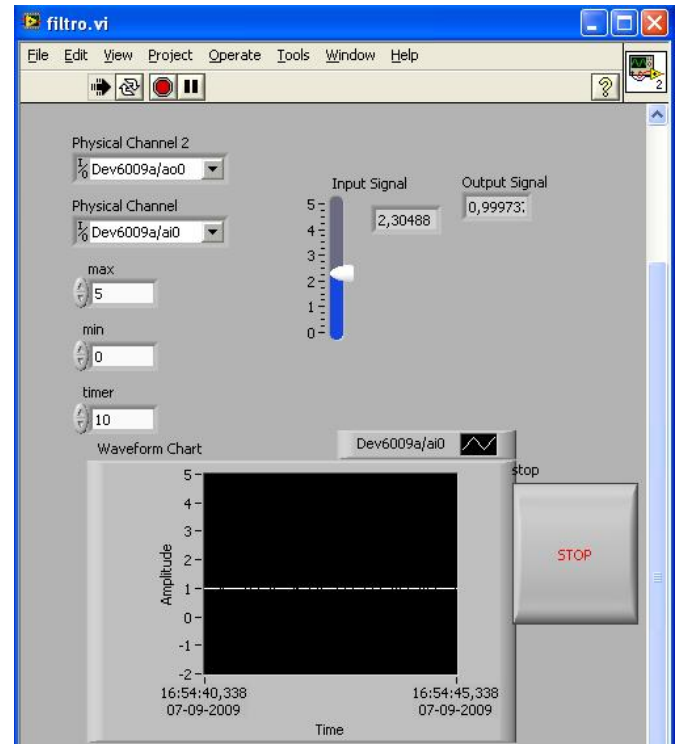 filtro.vi
File Edit View Project Operate Tools Window Help
2
Physical Channel 2
I/O Dev6009a/ao0
Physical Channel
I/O Dev6009a/ai0
max
5
min
0
timer
10
Input Signal
5
4
3
2
1
0
2,30488
Output Signal
0,99973
Waveform Chart
Dev6009a/ai0
stop
STOP
Amplitude
5
4
3
2
1
0
-1
-2
16:54:40,338
07-09-2009
16:54:45,338
07-09-2009
Time